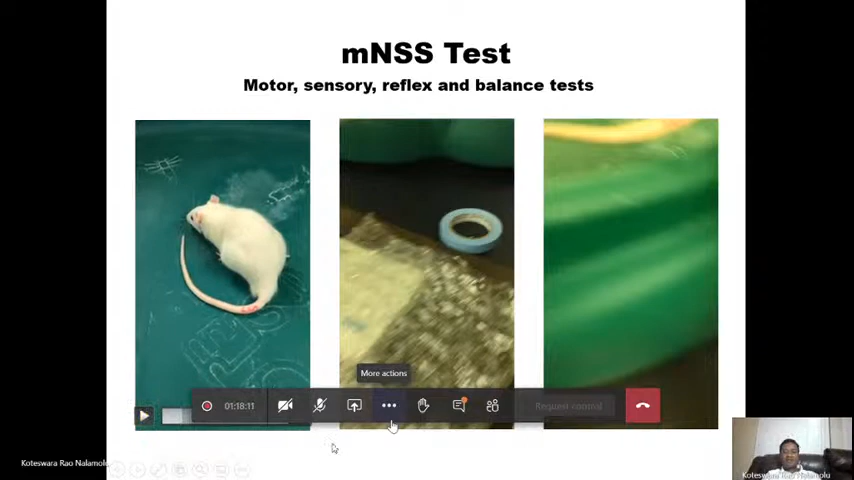 mNSS Test
Motor, sensory, reflex and balance tests
More actions
01:18:11
Request control
Koteswara Rao Nalamolu
Koteswara Rao Nalamolu